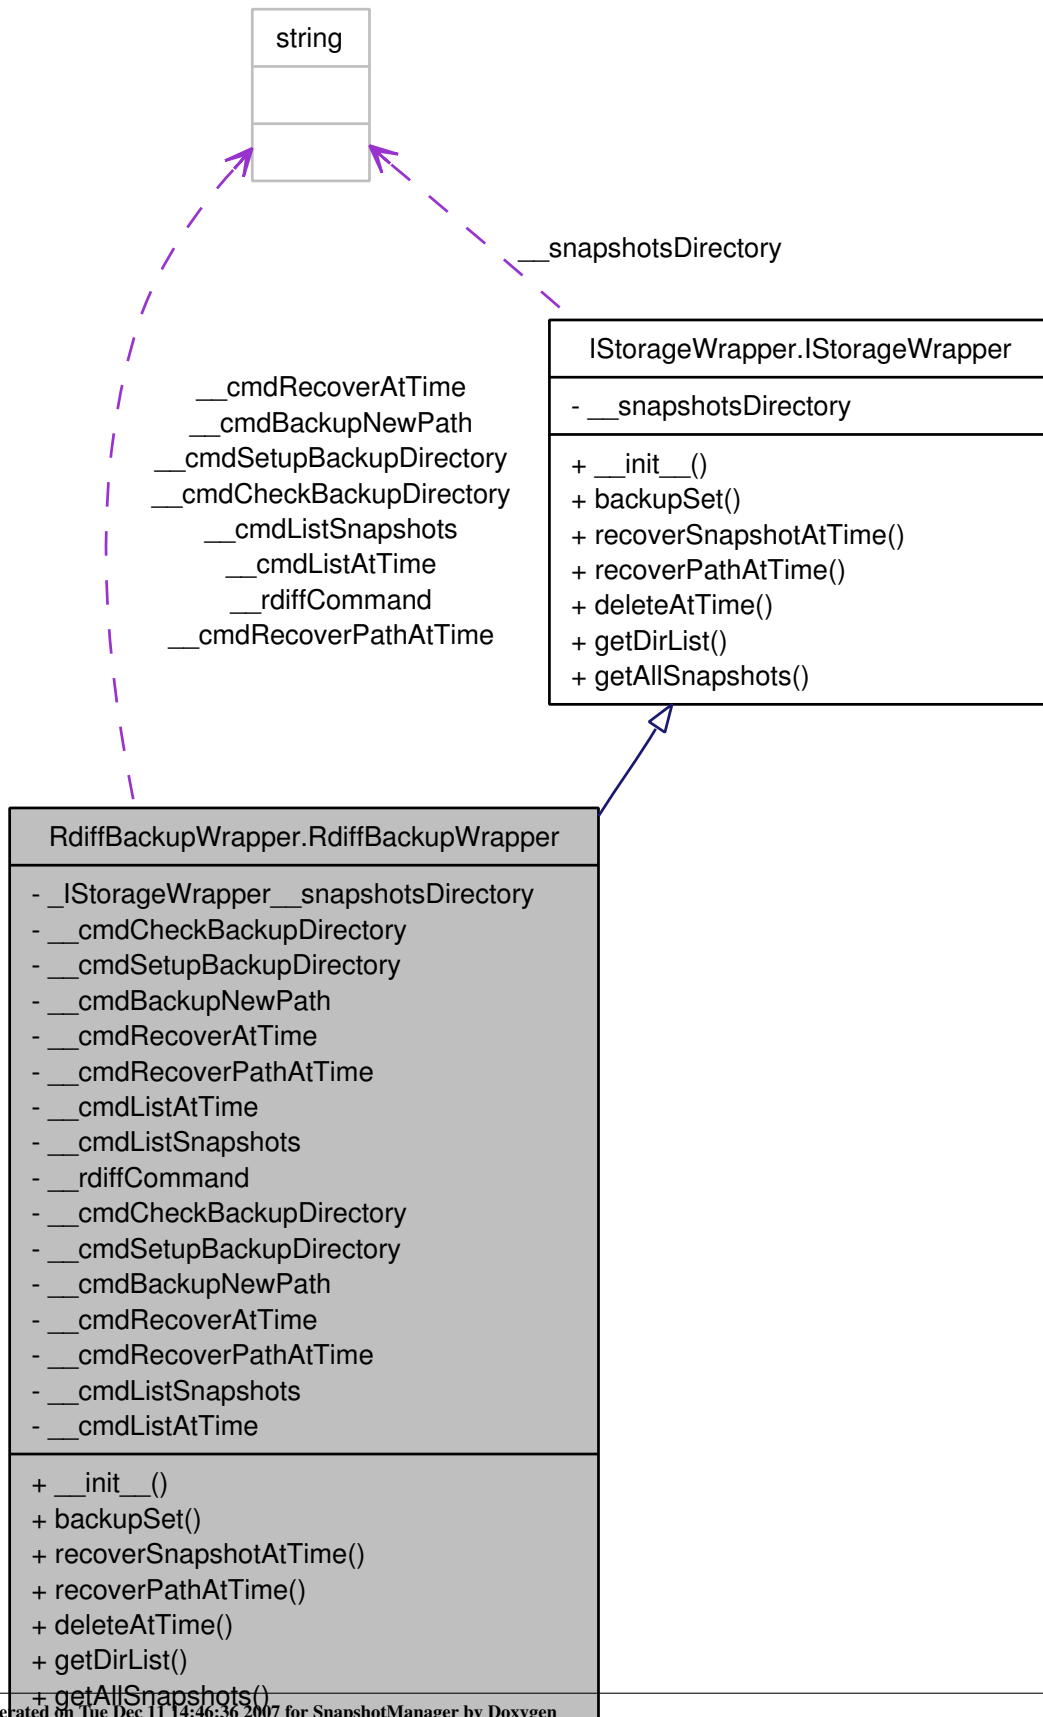 string
__snapshotsDirectory
IStorageWrapper.IStorageWrapper
- __snapshotsDirectory
+ __init__()
+ backupSet()
+ recoverSnapshotAtTime()
+ recoverPathAtTime()
+ deleteAtTime()
+ getDirList()
+ getAllSnapshots()
__cmdRecoverAtTime
__cmdBackupNewPath
__cmdSetupBackupDirectory
__cmdCheckBackupDirectory
__cmdListSnapshots
__cmdListAtTime
__rdiffCommand
__cmdRecoverPathAtTime
RdiffBackupWrapper.RdiffBackupWrapper
- _IStorageWrapper__snapshotsDirectory
- __cmdCheckBackupDirectory
- __cmdSetupBackupDirectory
- __cmdBackupNewPath
- __cmdRecoverAtTime
- __cmdRecoverPathAtTime
- __cmdListAtTime
- __cmdListSnapshots
- __rdiffCommand
- __cmdCheckBackupDirectory
- __cmdSetupBackupDirectory
- __cmdBackupNewPath
- __cmdRecoverAtTime
- __cmdRecoverPathAtTime
- __cmdListSnapshots
- __cmdListAtTime
+ __init__()
+ backupSet()
+ recoverSnapshotAtTime()
+ recoverPathAtTime()
+ deleteAtTime()
+ getDirList()
+ getAllSnapshots()
erated on Tue Dec 11 14:46:36 2007 for SnapshotManager by Doxygen